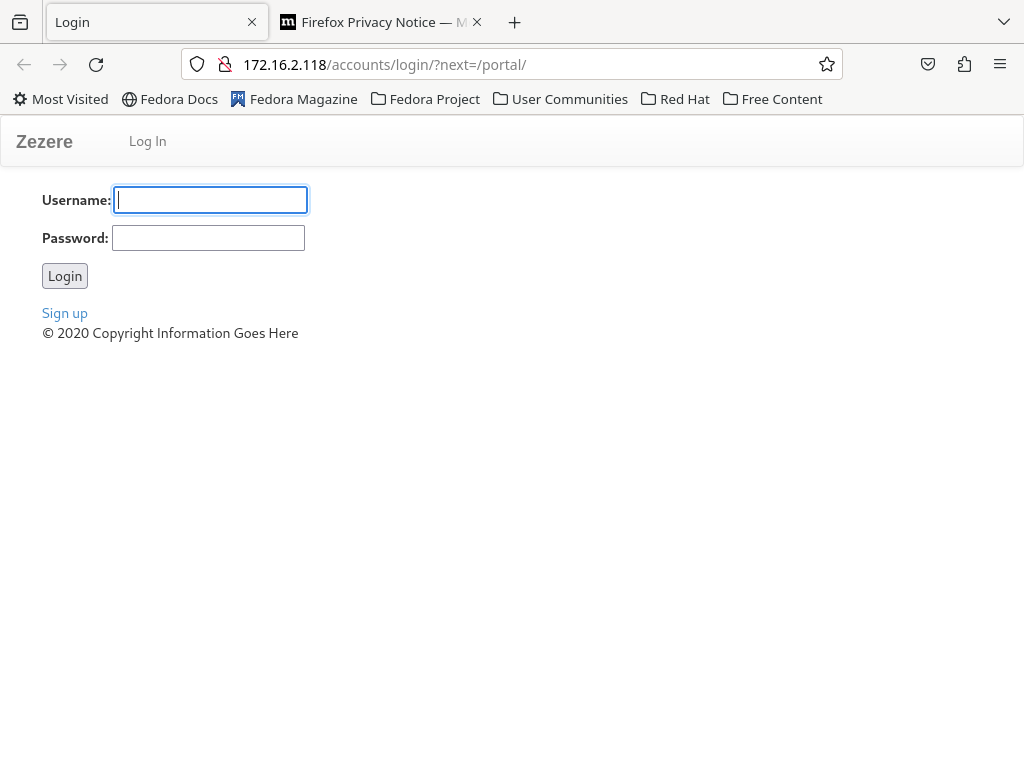 Login
Firefox Privacy Notice — M
172.16.2.118/accounts/login/?next=/portal/
Most Visited
Fedora Docs
Fedora Magazine
Fedora Project
User Communities
Red Hat
Free Content
Zezere
Log In
Username:
Password:
Login
Sign up
© 2020 Copyright Information Goes Here